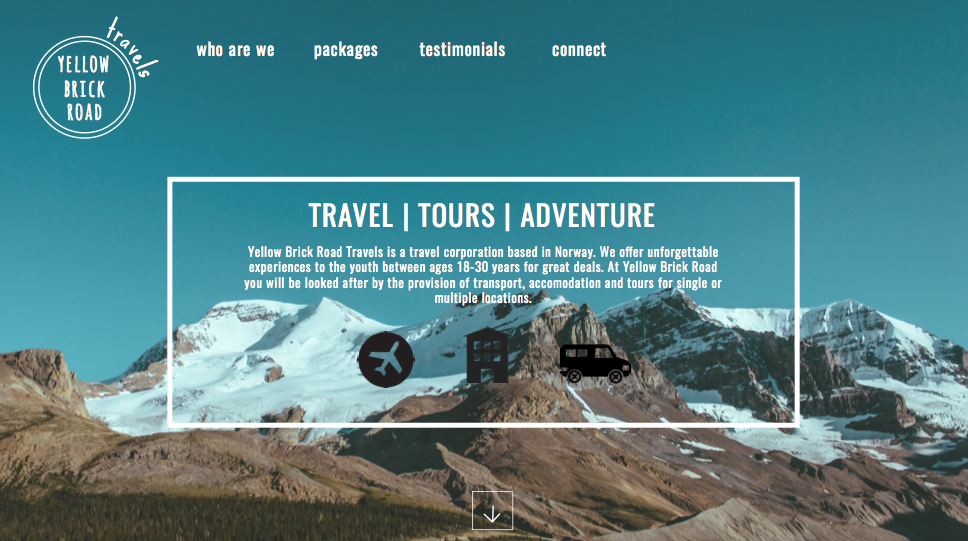 travels
YELLOW
BRICK
ROAD
who are we packages testimonials connect
TRAVEL | TOURS | ADVENTURE
Yellow Brick Road Travels is a travel corporation based in Norway. We offer unforgettable
experiences to the youth between ages 18-30 years for great deals. At Yellow Brick Road
you will be looked after by the provision of transport, accomodation and tours for single or
multiple locations.